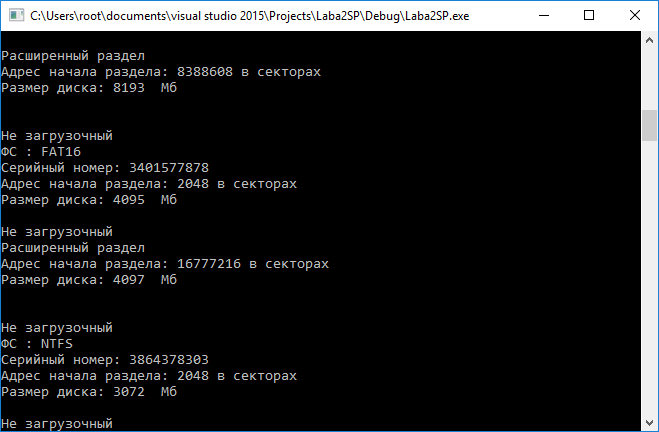 C:\Users\root\documents\visual studio 2015\Projects\Laba2SP\Debug\Laba2SP.exe
Расширенный раздел
Адрес начала раздела: 8388608 в секторах
Размер диска: 8193  Мб
Не загрузочный
ФС : FAT16
Серийный номер: 3401577878
Адрес начала раздела: 2048 в секторах
Размер диска: 4095  Мб
Не загрузочный
Расширенный раздел
Адрес начала раздела: 16777216 в секторах
Размер диска: 4097  Мб
Не загрузочный
ФС : NTFS
Серийный номер: 3864378303
Адрес начала раздела: 2048 в секторах
Размер диска: 3072  Мб
Не загрузочный